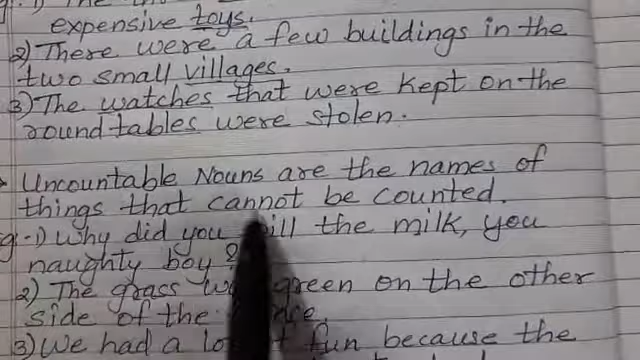 expensive toys.
2) There were a few buildings in the
two small villages.
3) The watches that were kept on the
round tables were stolen.
Uncountable Nouns are the names of
things that cannot be counted.
g.-1) Why did you the milk, you
naughty boy?
2) The grass green on the other
side of the
3) We had a fun because the